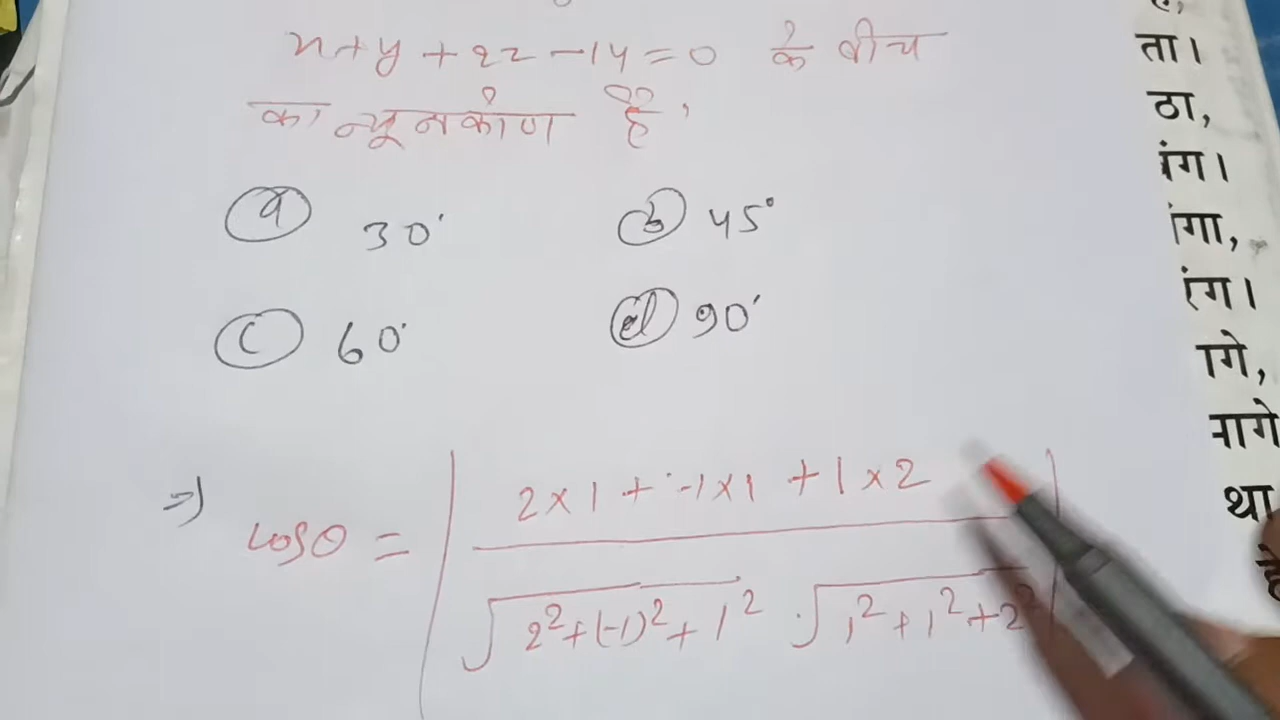 x+y+2z-14=0 के बीच
का न्यूनकोण है,
(a) 30°
(b) 45°
(c) 60°
(d) 90°
=> cosθ = | 2×1 + -1×1 + 1×2 / √2²+(-1)²+1² · √1²+1²+2² |
ता।
ठा,
रंग।
गंगा,
रंग।
गे,
नागे
था